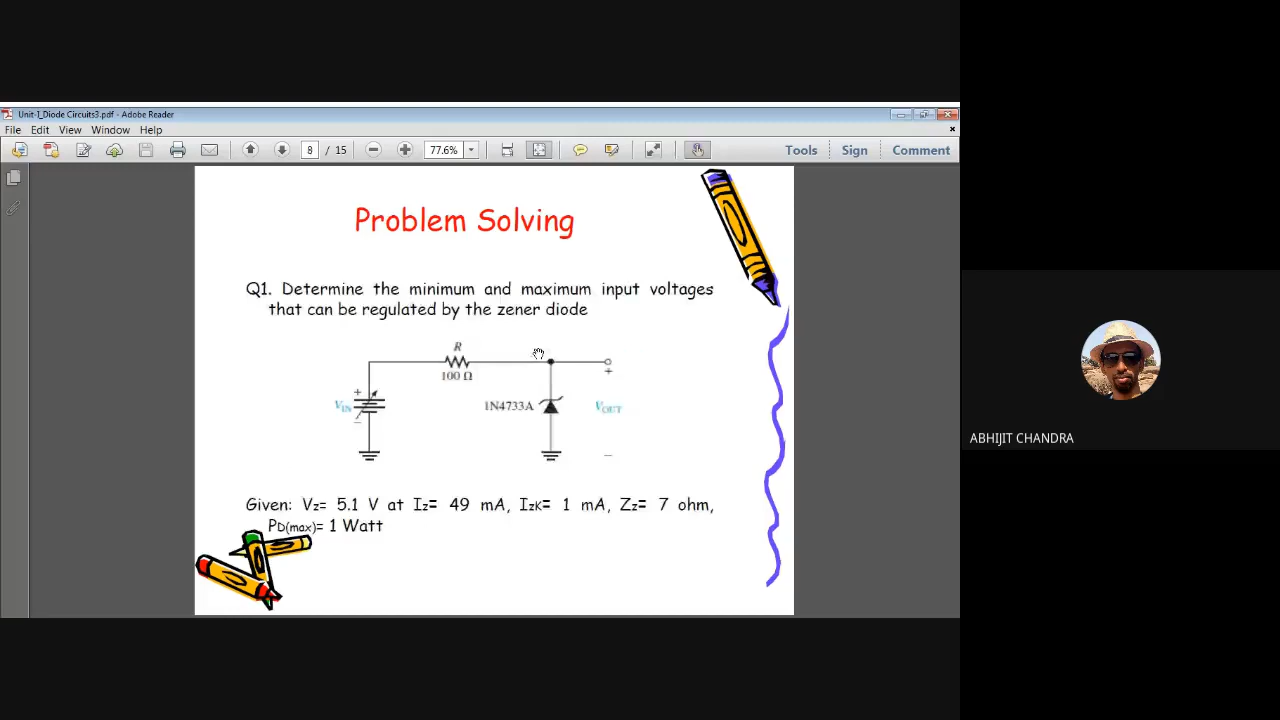 Unit-I_Diode Circuits3.pdf - Adobe Reader
File Edit View Window Help
8 / 15 77.6% Tools Sign Comment
Problem Solving
Q1. Determine the minimum and maximum input voltages
that can be regulated by the zener diode
R
100 Ω
+
VIN
−
1N4733A
+
VOUT
−
Given: VZ= 5.1 V at IZ= 49 mA, IZK= 1 mA, ZZ= 7 ohm,
PD(max)= 1 Watt
ABHIJIT CHANDRA